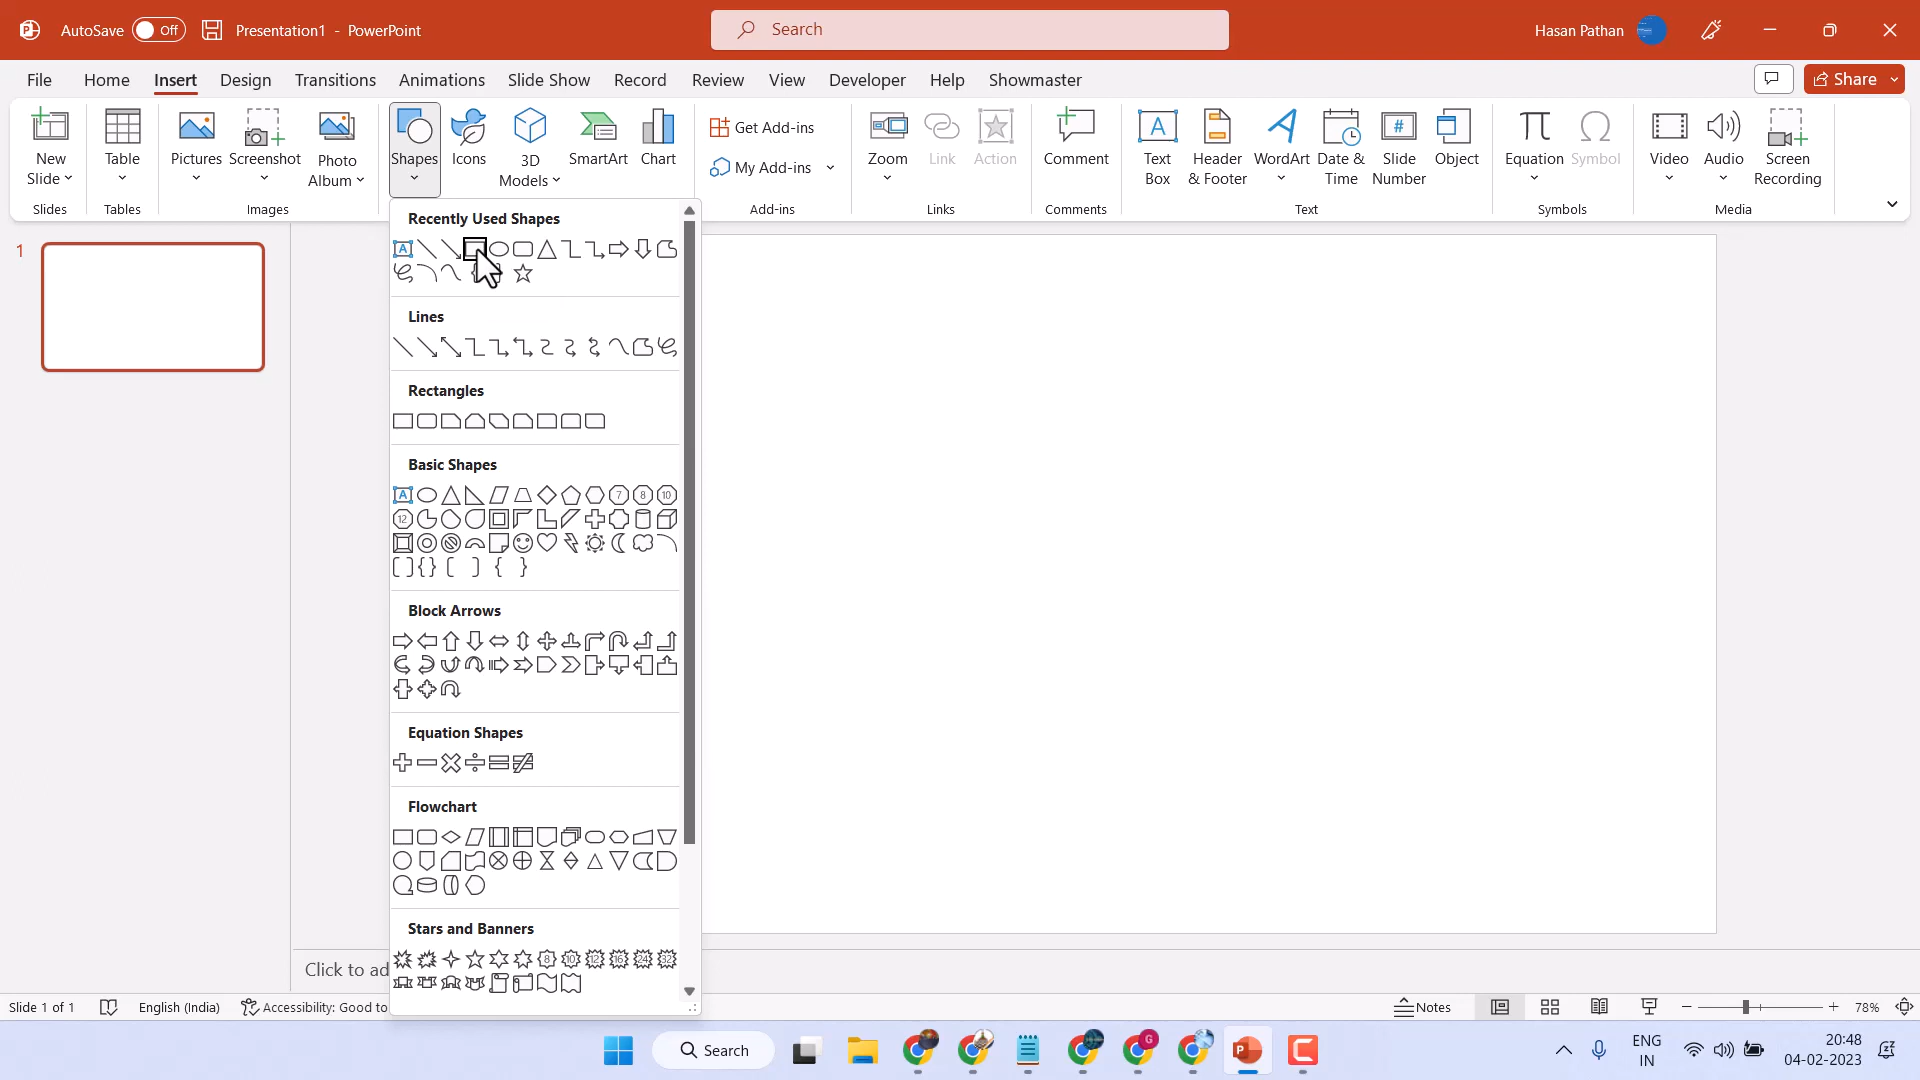 AutoSave Off Presentation1 - PowerPoint Search Hasan Pathan
File Home Insert Design Transitions Animations Slide Show Record Review View Developer Help Showmaster Share
New Slide
Table
Pictures
Screenshot
Photo Album
Shapes
Icons
3D Models
SmartArt
Chart
Get Add-ins
My Add-ins
Zoom
Link
Action
Comment
Text Box
Header & Footer
WordArt
Date & Time
Slide Number
Object
Equation
Symbol
Video
Audio
Screen Recording
Slides Tables Images Add-ins Links Comments Text Symbols Media
1
Recently Used Shapes
Lines
Rectangles
Basic Shapes
Block Arrows
Equation Shapes
Flowchart
Stars and Banners
Click to ad
Slide 1 of 1 English (India) Accessibility: Good to Notes 78%
Search
ENG IN
20:48
04-02-2023